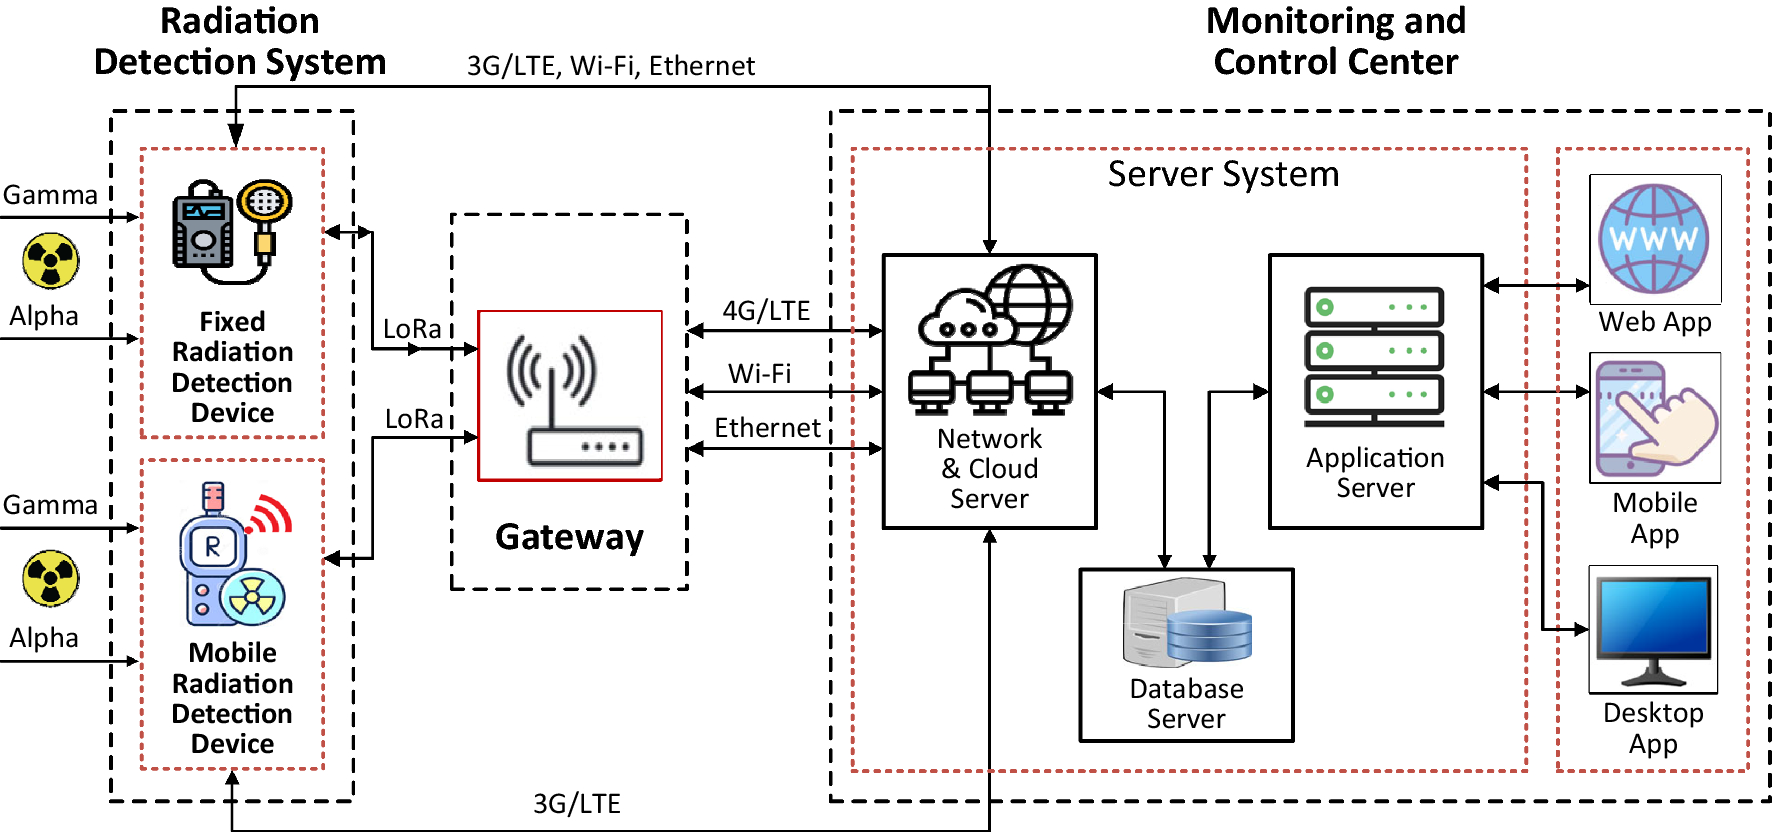 Radiation
Detection System
Monitoring and
Control Center
3G/LTE, Wi-Fi, Ethernet
Gamma
Alpha
Fixed
Radiation
Detection
Device
Gamma
Alpha
R
Mobile
Radiation
Detection
Device
LoRa
LoRa
Gateway
4G/LTE
Wi-Fi
Ethernet
3G/LTE
Server System
Network
& Cloud
Server
Database
Server
Application
Server
WWW
Web App
Mobile
App
Desktop
App